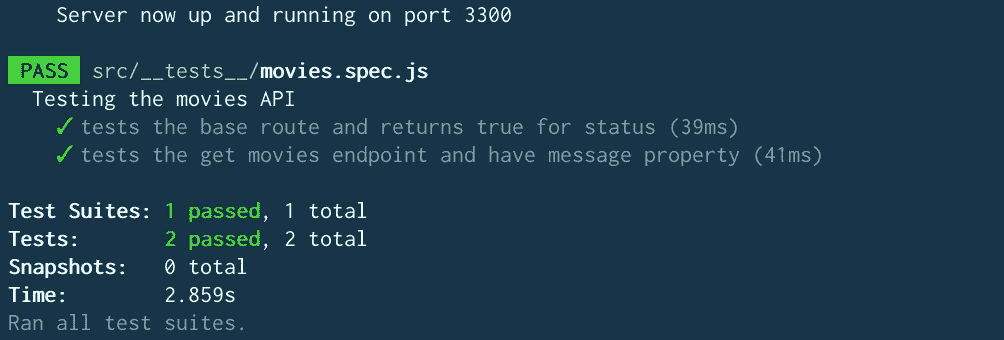 Server now up and running on port 3300
PASS src/__tests__/movies.spec.js
Testing the movies API
✓ tests the base route and returns true for status (39ms)
✓ tests the get movies endpoint and have message property (41ms)
Test Suites: 1 passed, 1 total
Tests: 2 passed, 2 total
Snapshots: 0 total
Time: 2.859s
Ran all test suites.